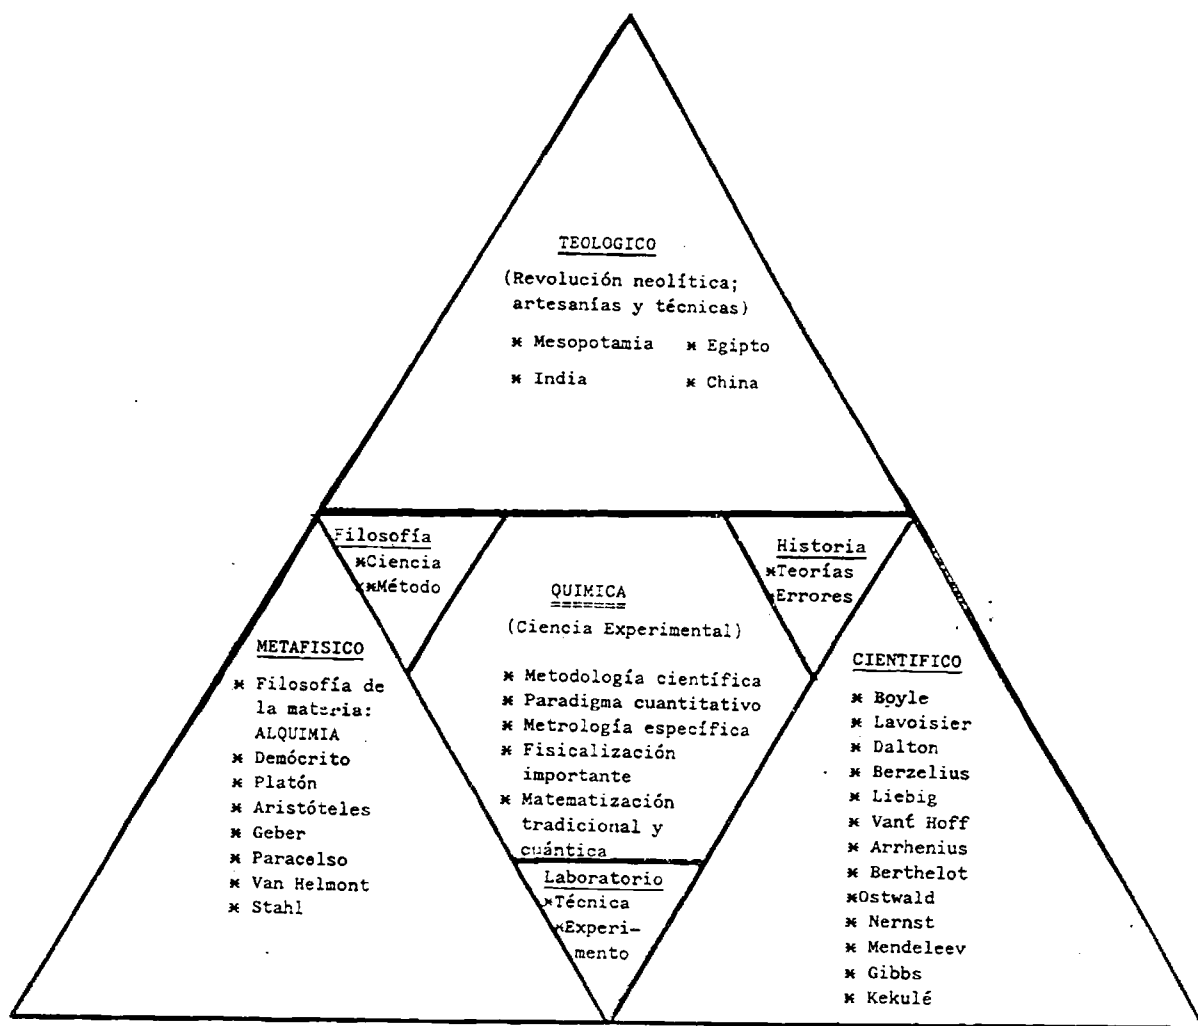 TEOLOGICO
(Revolución neolítica;
artesanías y técnicas)
* Mesopotamia * Egipto
* India * China
Filosofía
*Ciencia
**Método
Historia
*Teorías
*Errores
QUIMICA
=======
(Ciencia Experimental)
* Metodología científica
* Paradigma cuantitativo
* Metrología específica
* Fisicalización
importante
* Matematización
tradicional y
cuántica
METAFISICO
* Filosofía de
la materia:
ALQUIMIA
* Demócrito
* Platón
* Aristóteles
* Geber
* Paracelso
* Van Helmont
* Stahl
CIENTIFICO
* Boyle
* Lavoisier
* Dalton
* Berzelius
* Liebig
* Vant Hoff
* Arrhenius
* Berthelot
*Ostwald
* Nernst
* Mendeleev
* Gibbs
* Kekulé
Laboratorio
*Técnica
*Experi-
mento